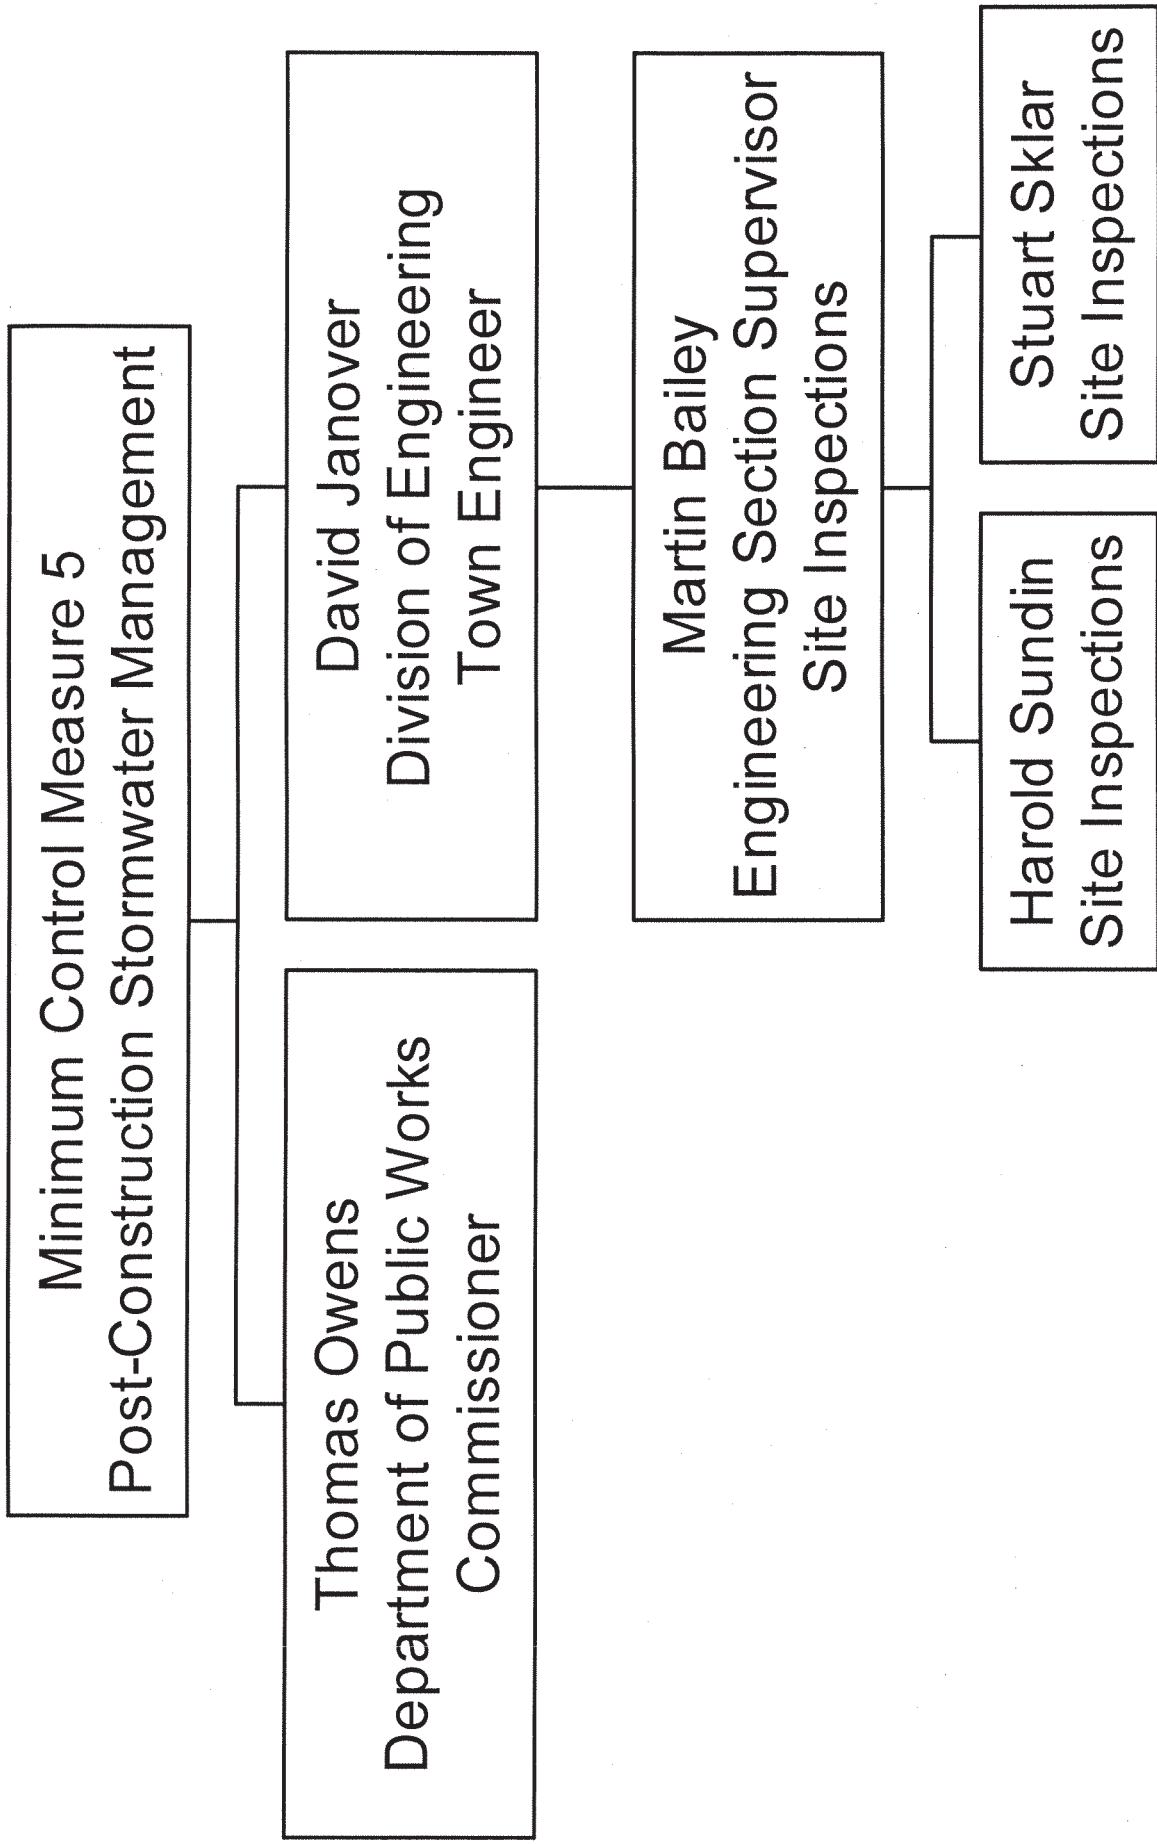 Minimum Control Measure 5
Post-Construction Stormwater Management
Thomas Owens
Department of Public Works
Commissioner
David Janover
Division of Engineering
Town Engineer
Martin Bailey
Engineering Section Supervisor
Site Inspections
Harold Sundin
Site Inspections
Stuart Sklar
Site Inspections